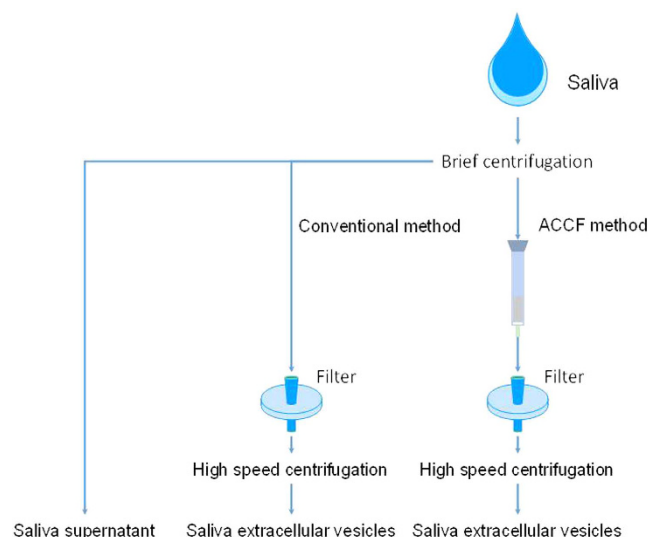 Saliva
Brief centrifugation
Conventional method
ACCF method
Filter
Filter
High speed centrifugation
High speed centrifugation
Saliva supernatant
Saliva extracellular vesicles
Saliva extracellular vesicles